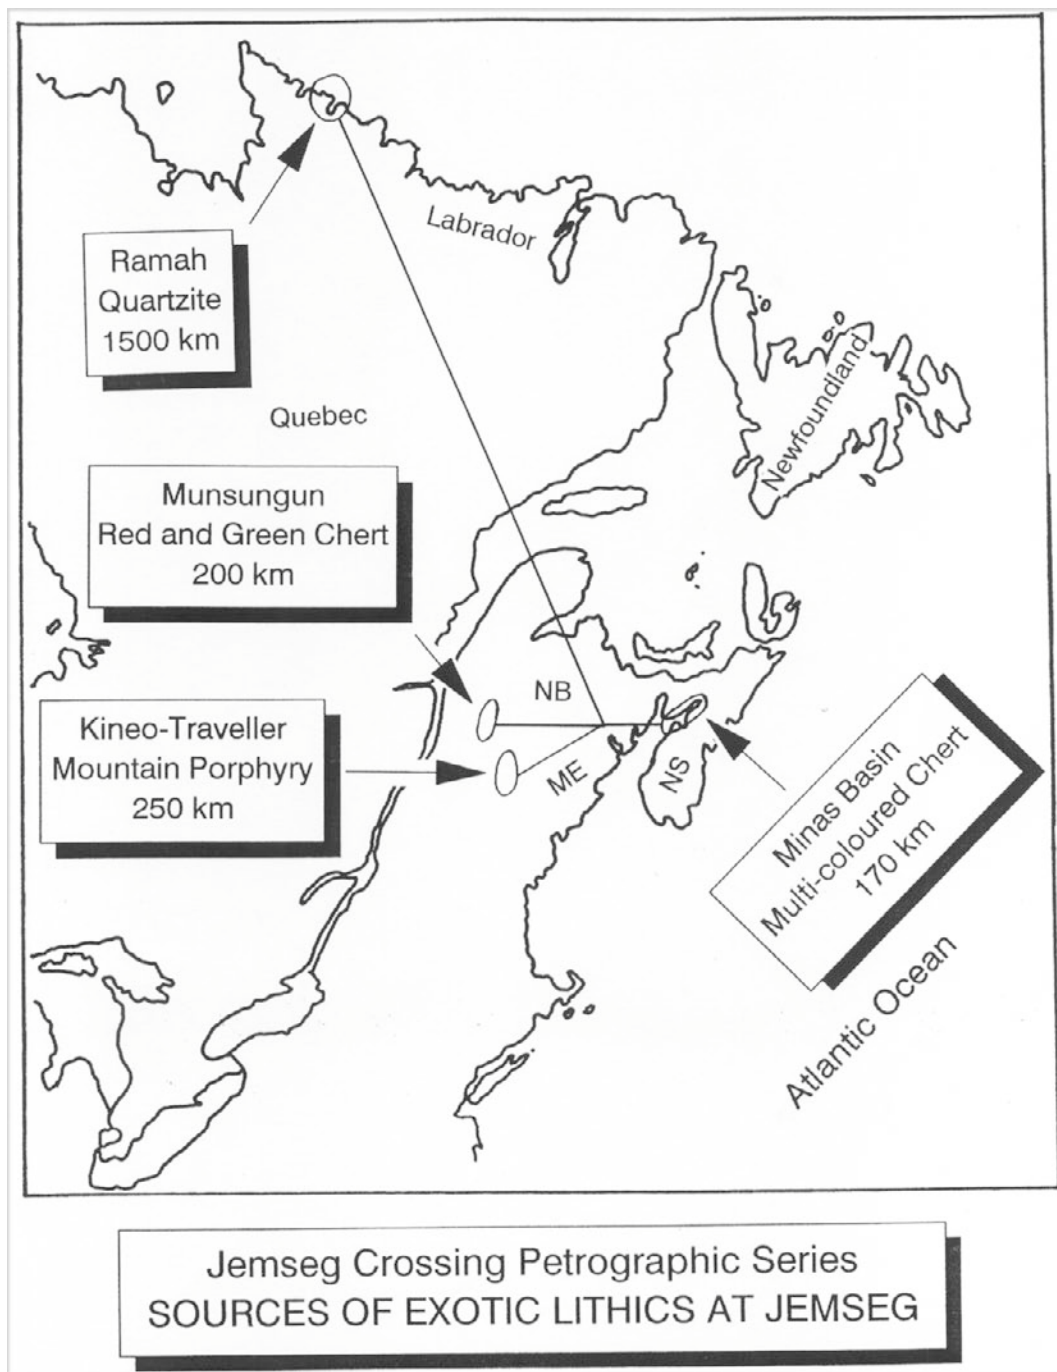 Labrador
Ramah
Quartzite
1500 km
Quebec
Newfoundland
Munsungun
Red and Green Chert
200 km
NB
Kineo-Traveller
Mountain Porphyry
250 km
ME
NS
Minas Basin
Multi-coloured Chert
170 km
Atlantic Ocean
Jemseg Crossing Petrographic Series
SOURCES OF EXOTIC LITHICS AT JEMSEG